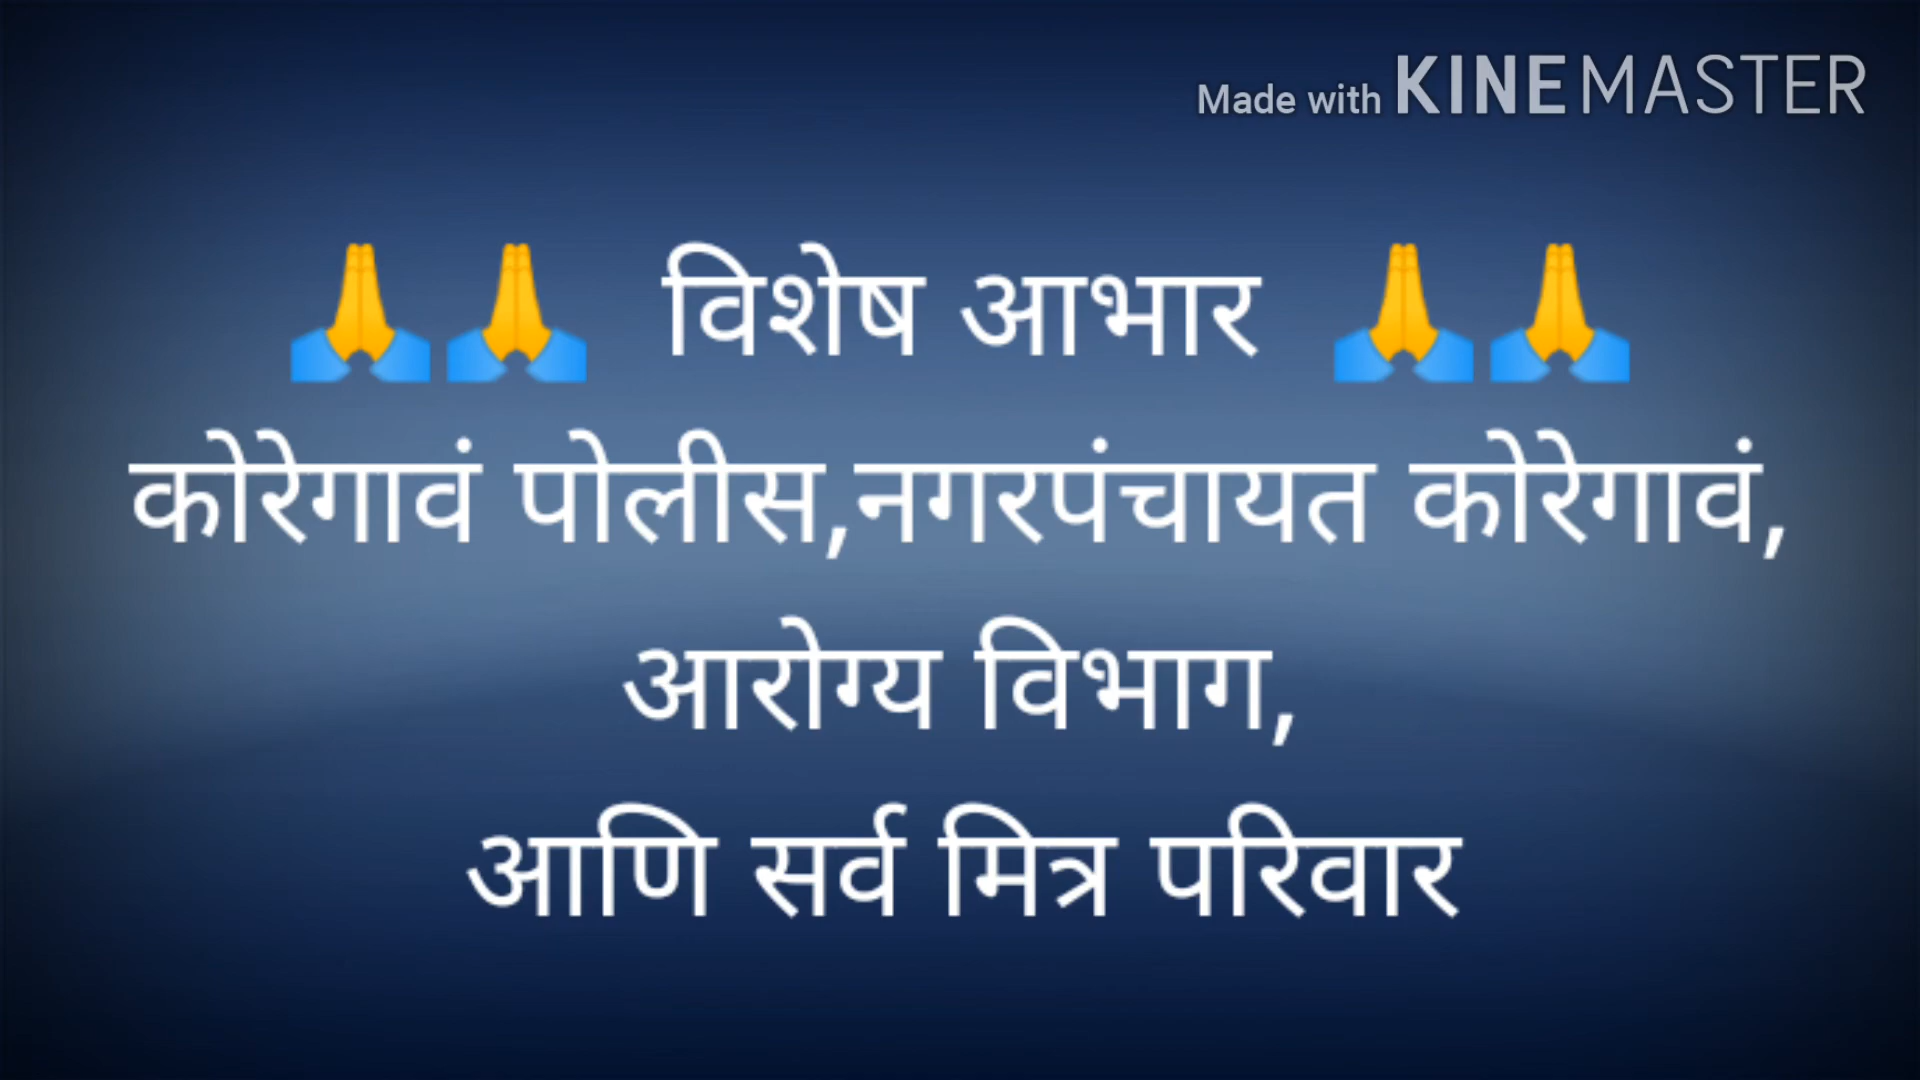 Made with KINEMASTER
🙏🙏 विशेष आभार 🙏🙏
कोरेगावं पोलीस,नगरपंचायत कोरेगावं,
आरोग्य विभाग,
आणि सर्व मित्र परिवार